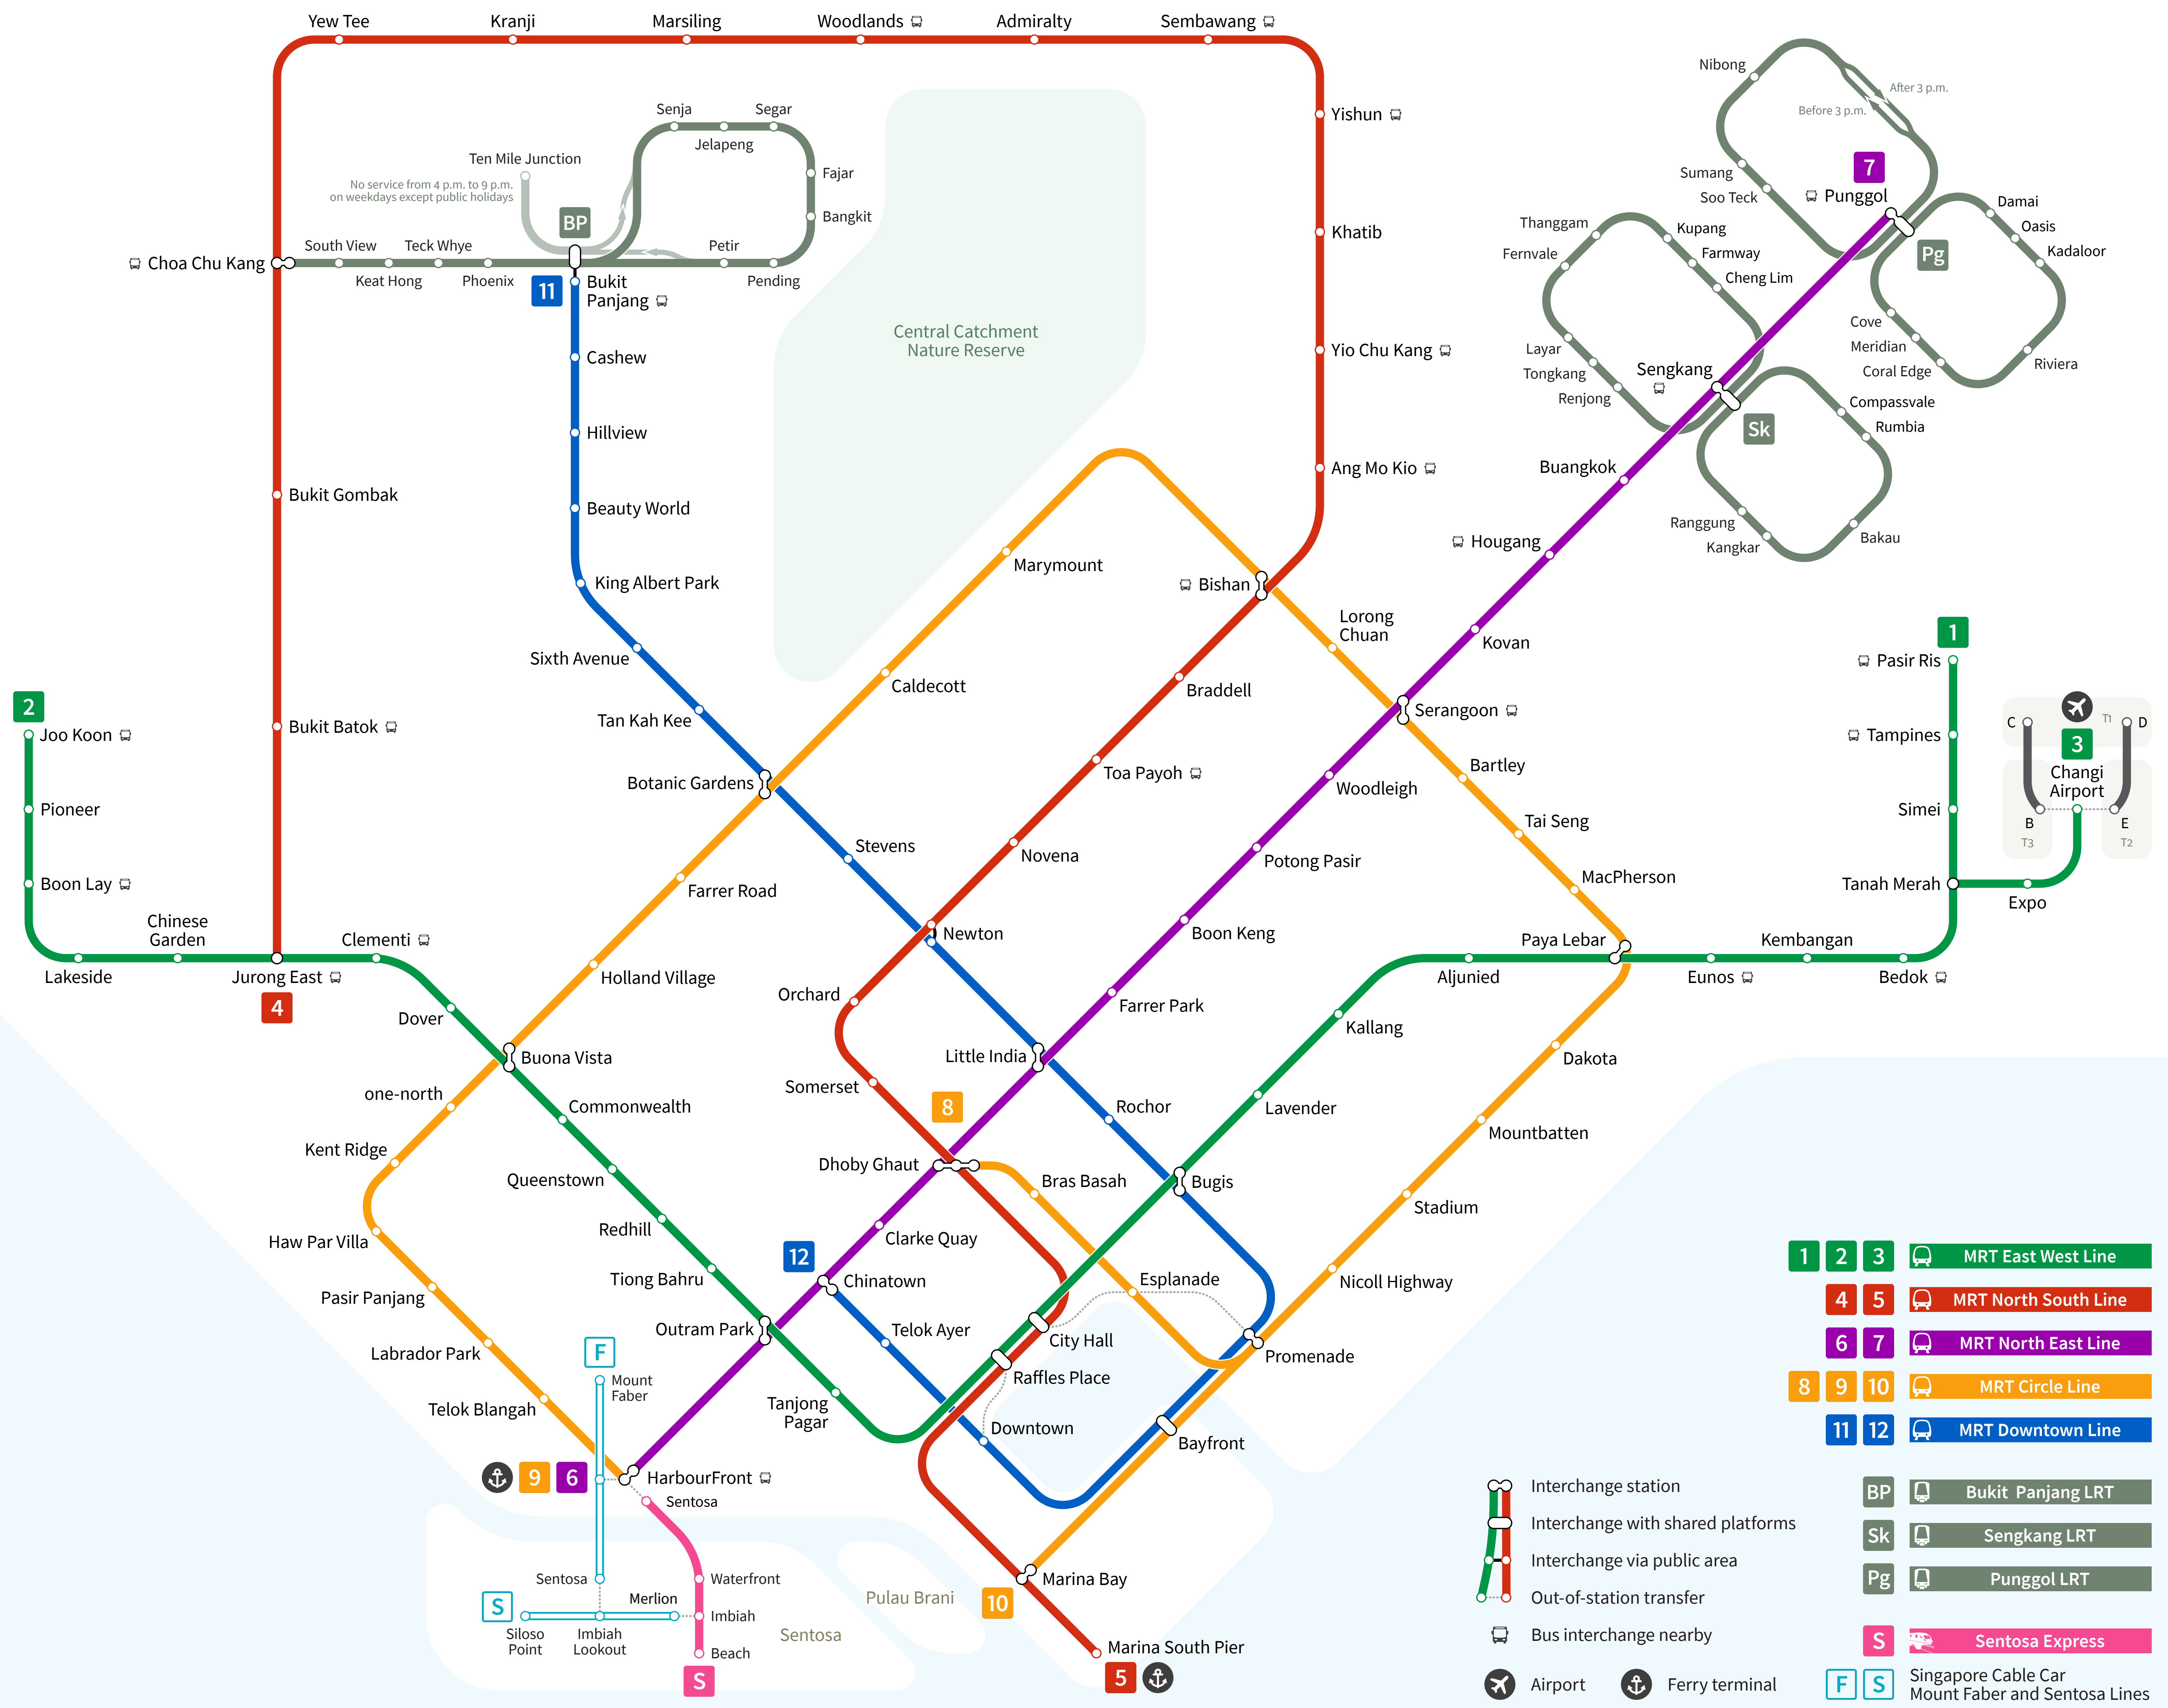 Yew Tee
Kranji
Marsiling
Woodlands
Admiralty
Sembawang
Nibong
After 3 p.m.
Before 3 p.m.
Senja
Segar
Jelapeng
Yishun
Ten Mile Junction
No service from 4 p.m. to 9 p.m.
on weekdays except public holidays
Fajar
Bangkit
BP
7
Sumang
Soo Teck
Punggol
Damai
Oasis
Kadaloor
Pg
Thanggam
Fernvale
Kupang
Farmway
Cheng Lim
Khatib
Choa Chu Kang
South View
Keat Hong
Teck Whye
Phoenix
Petir
Pending
11
Bukit
Panjang
Cashew
Central Catchment
Nature Reserve
Yio Chu Kang
Cove
Meridian
Coral Edge
Riviera
Layar
Tongkang
Renjong
Sengkang
Sk
Compassvale
Rumbia
Hillview
Ang Mo Kio
Buangkok
Bukit Gombak
Beauty World
Ranggung
Kangkar
Bakau
Hougang
Marymount
King Albert Park
Bishan
Lorong
Chuan
Kovan
1
Pasir Ris
Sixth Avenue
Caldecott
Braddell
2
Serangoon
Tan Kah Kee
Joo Koon
Bukit Batok
Tampines
C
T1
D
3
Changi
Airport
B
E
T3
T2
Botanic Gardens
Toa Payoh
Bartley
Woodleigh
Pioneer
Simei
Tai Seng
Stevens
Novena
Potong Pasir
Boon Lay
Farrer Road
MacPherson
Tanah Merah
Expo
Chinese
Garden
Clementi
Newton
Boon Keng
Paya Lebar
Kembangan
Lakeside
Jurong East
4
Holland Village
Aljunied
Eunos
Bedok
Dover
Orchard
Farrer Park
Kallang
Buona Vista
Little India
Dakota
one-north
Commonwealth
Somerset
8
Rochor
Lavender
Mountbatten
Kent Ridge
Queenstown
Dhoby Ghaut
Bras Basah
Bugis
Stadium
Haw Par Villa
Redhill
Clarke Quay
12
Tiong Bahru
Chinatown
Esplanade
Nicoll Highway
Pasir Panjang
Outram Park
Telok Ayer
City Hall
Promenade
Labrador Park
F
Mount
Faber
Raffles Place
Telok Blangah
Tanjong
Pagar
Downtown
Bayfront
9
6
HarbourFront
Sentosa
Sentosa
Waterfront
Merlion
Imbiah
S
Siloso
Point
Imbiah
Lookout
Beach
S
Sentosa
Pulau Brani
10
Marina Bay
Marina South Pier
5
1 2 3 MRT East West Line
4 5 MRT North South Line
6 7 MRT North East Line
8 9 10 MRT Circle Line
11 12 MRT Downtown Line
Interchange station
Interchange with shared platforms
Interchange via public area
Out-of-station transfer
Bus interchange nearby
Airport
Ferry terminal
BP Bukit Panjang LRT
Sk Sengkang LRT
Pg Punggol LRT
S Sentosa Express
F S Singapore Cable Car
Mount Faber and Sentosa Lines